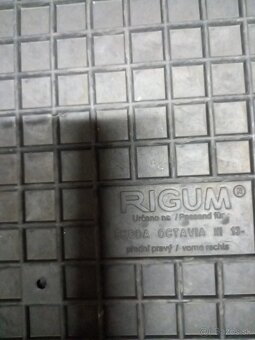 RIGUM®
Určeno na / Passend für
ŠKODA OCTAVIA III 13-
přední pravý / vorne rechts